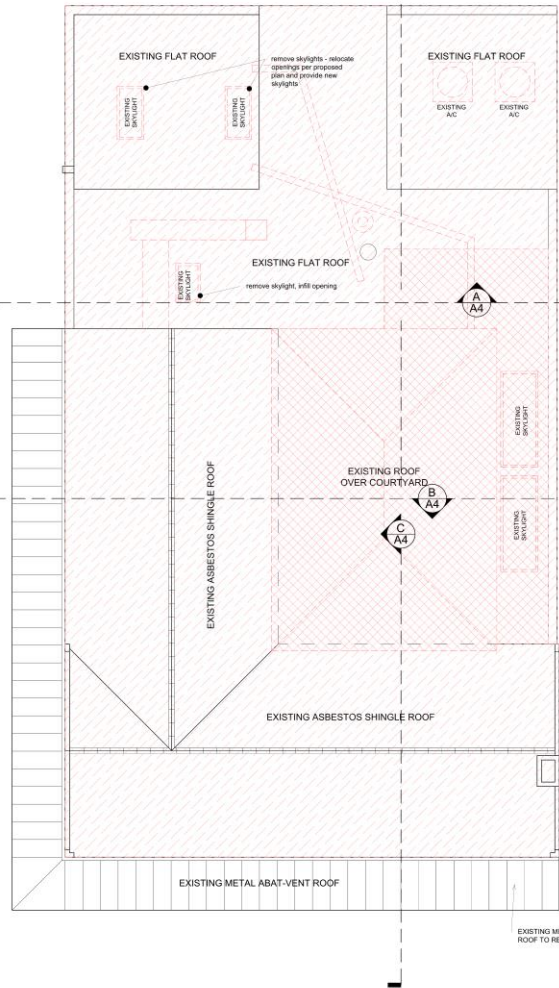 EXISTING FLAT ROOF
remove skylights - relocate
openings per proposed
plan and provide new
skylights
EXISTING FLAT ROOF
EXISTING
SKYLIGHT
EXISTING
SKYLIGHT
EXISTING
A/C
EXISTING
A/C
EXISTING FLAT ROOF
EXISTING
SKYLIGHT
remove skylight, infill opening
A
A4
EXISTING
SKYLIGHT
EXISTING ROOF
OVER COURTYARD
B
A4
C
A4
EXISTING
SKYLIGHT
EXISTING ASBESTOS SHINGLE ROOF
EXISTING ASBESTOS SHINGLE ROOF
EXISTING METAL ABAT-VENT ROOF
EXISTING
ROOF TO